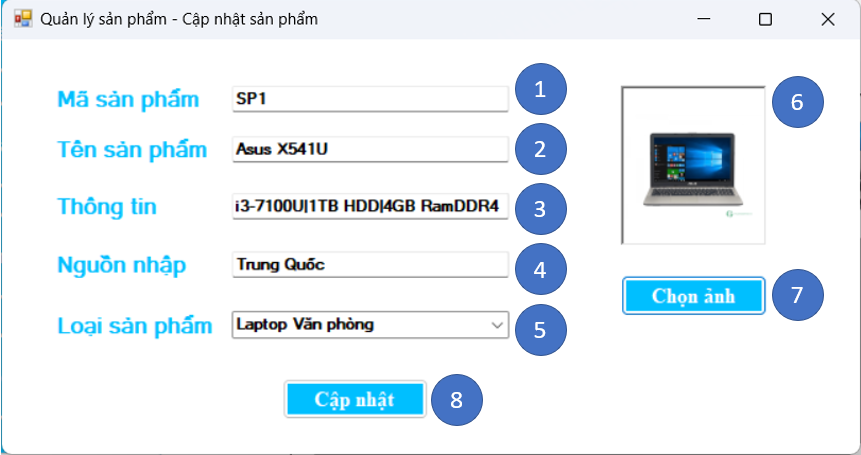 Quản lý sản phẩm - Cập nhật sản phẩm
Mã sản phẩm SP1 1
Tên sản phẩm Asus X541U 2
Thông tin i3-7100U|1TB HDD|4GB RamDDR4 3
Nguồn nhập Trung Quốc 4
Loại sản phẩm Laptop Văn phòng 5
Cập nhật 8
6
Chọn ảnh 7